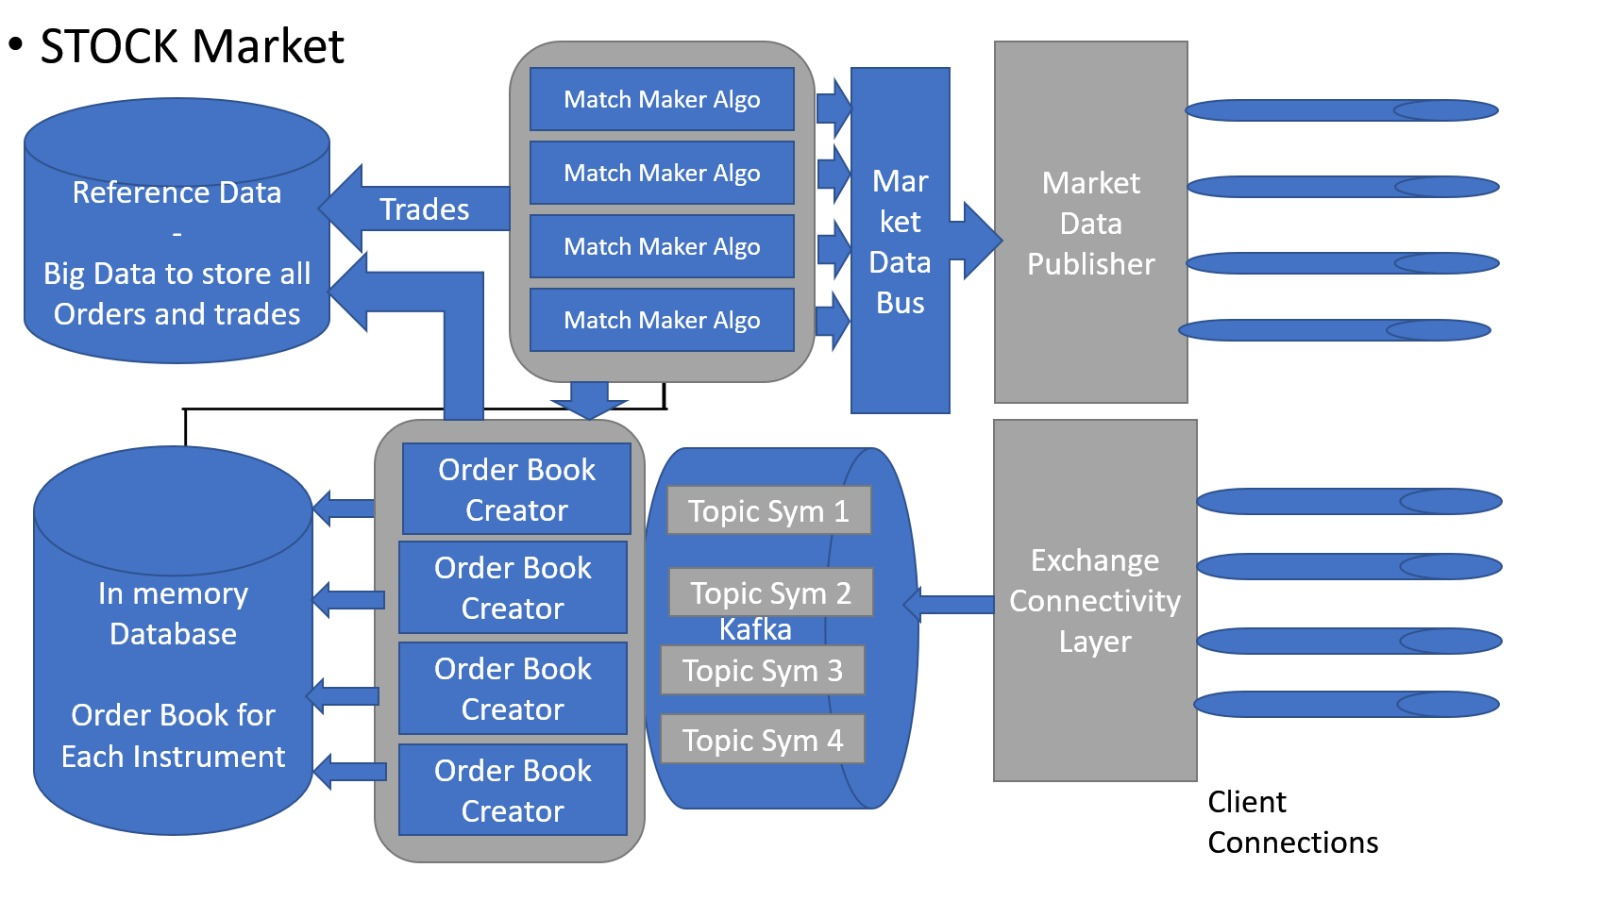 • STOCK Market
Reference Data
-
Big Data to store all
Orders and trades
Trades
Match Maker Algo
Match Maker Algo
Match Maker Algo
Match Maker Algo
Mar
ket
Data
Bus
Market
Data
Publisher
In memory
Database
Order Book for
Each Instrument
Order Book
Creator
Order Book
Creator
Order Book
Creator
Order Book
Creator
Topic Sym 1
Topic Sym 2
Kafka
Topic Sym 3
Topic Sym 4
Exchange
Connectivity
Layer
Client
Connections